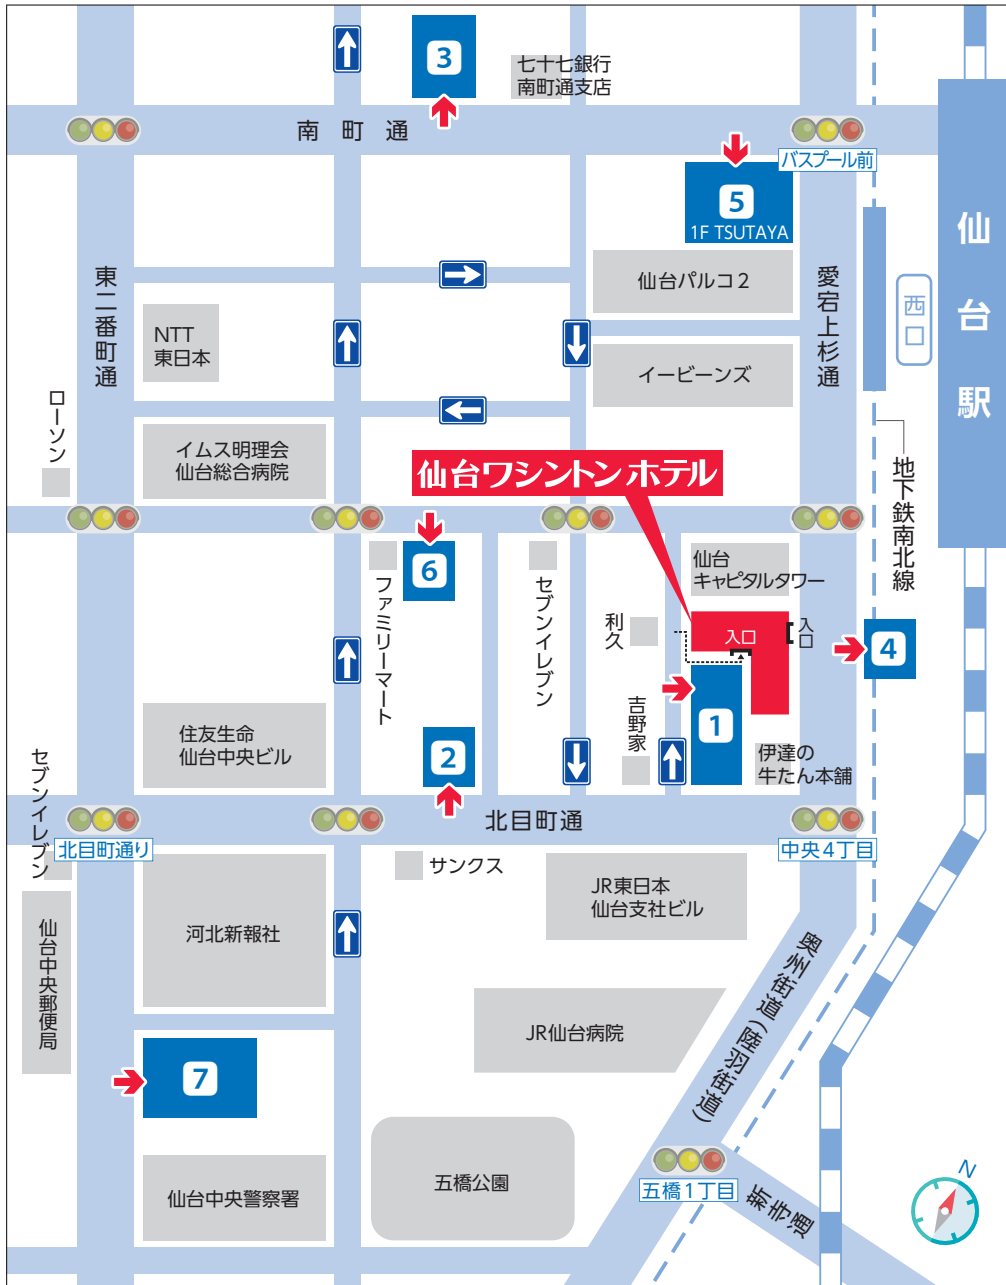 3
七十七銀行
南町通支店
南町通
バスプール前
5
1F TSUTAYA
仙台駅
西口
東二番町通
仙台パルコ2
愛宕上杉通
NTT
東日本
イービーンズ
ローソン
イムス明理会
仙台総合病院
仙台ワシントンホテル
地下鉄南北線
6
ファミリーマート
セブンイレブン
仙台
キャピタルタワー
利久
入口
入口
4
吉野家
1
住友生命
仙台中央ビル
2
伊達の
牛たん本舗
セブンイレブン
北目町通
北目町通り
中央4丁目
サンクス
JR東日本
仙台支社ビル
河北新報社
仙台中央郵便局
奥州街道(陸羽街道)
JR仙台病院
7
五橋公園
仙台中央警察署
五橋1丁目
新寺通
N